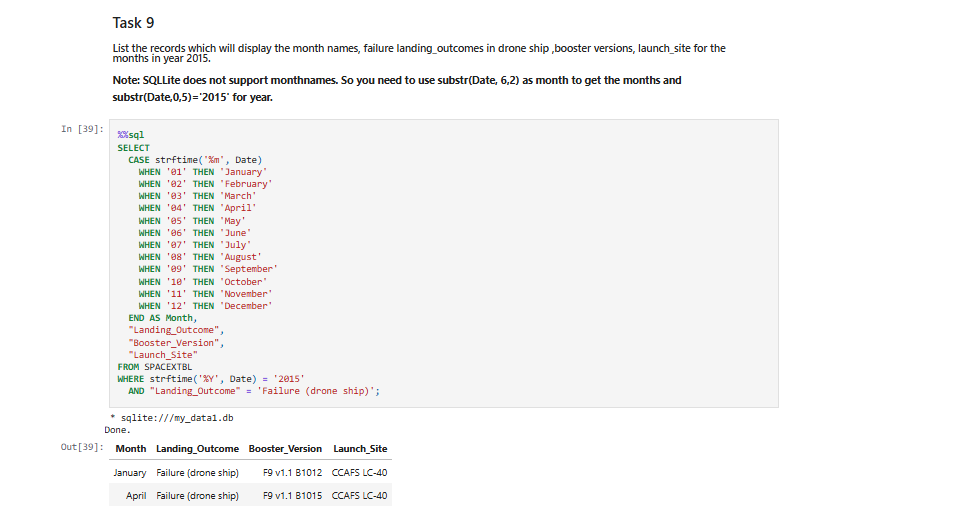 Task 9
List the records which will display the month names, failure landing_outcomes in drone ship ,booster versions, launch_site for the
months in year 2015.
Note: SQLLite does not support monthnames. So you need to use substr(Date, 6,2) as month to get the months and
substr(Date,0,5)='2015' for year.
In [39]:
%%sql
SELECT
CASE strftime('%m', Date)
WHEN '01' THEN 'January'
WHEN '02' THEN 'February'
WHEN '03' THEN 'March'
WHEN '04' THEN 'April'
WHEN '05' THEN 'May'
WHEN '06' THEN 'June'
WHEN '07' THEN 'July'
WHEN '08' THEN 'August'
WHEN '09' THEN 'September'
WHEN '10' THEN 'October'
WHEN '11' THEN 'November'
WHEN '12' THEN 'December'
END AS Month,
"Landing_Outcome",
"Booster_Version",
"Launch_Site"
FROM SPACEXTBL
WHERE strftime('%Y', Date) = '2015'
AND "Landing_Outcome" = 'Failure (drone ship)';
* sqlite:///my_data1.db
Done.
Out[39]: Month Landing_Outcome Booster_Version Launch_Site
January Failure (drone ship) F9 v1.1 B1012 CCAFS LC-40
April Failure (drone ship) F9 v1.1 B1015 CCAFS LC-40